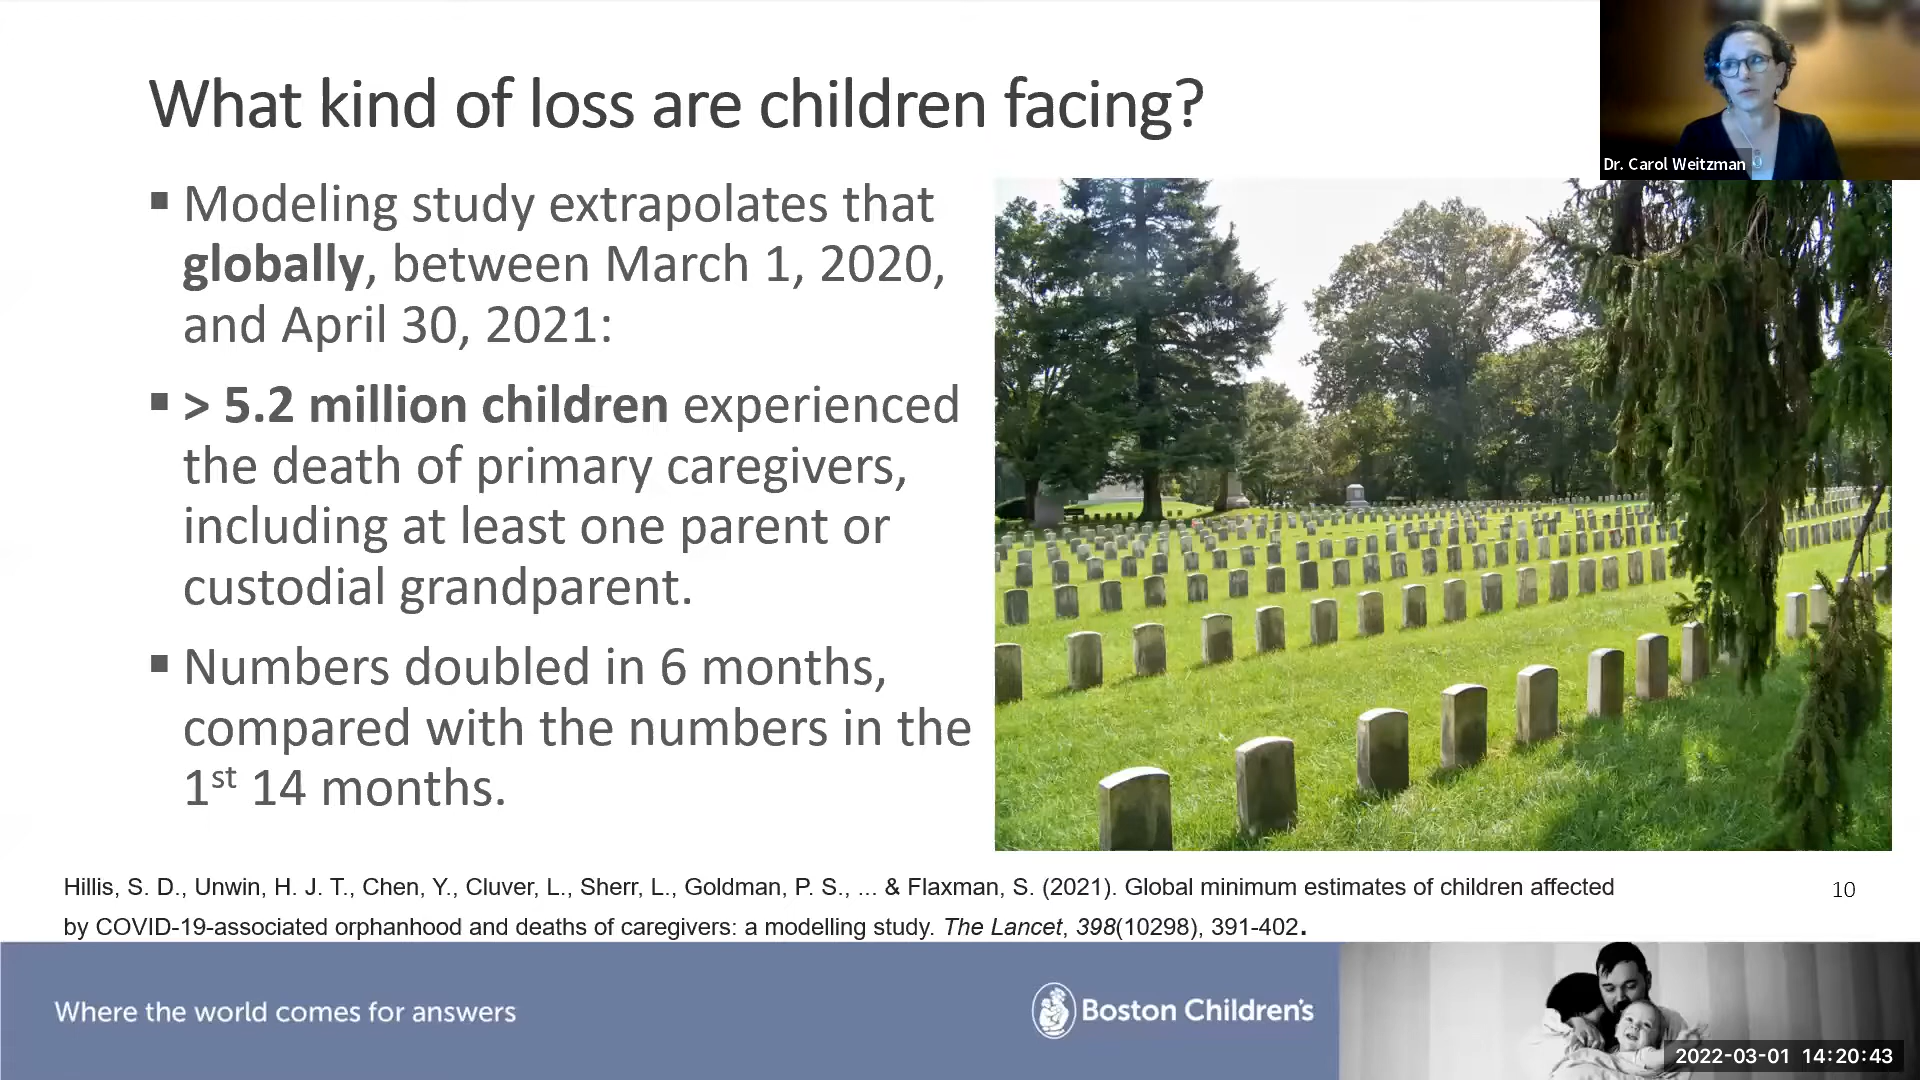 What kind of loss are children facing?
Dr. Carol Weitzman
▪ Modeling study extrapolates that
globally, between March 1, 2020,
and April 30, 2021:
▪ > 5.2 million children experienced
the death of primary caregivers,
including at least one parent or
custodial grandparent.
▪ Numbers doubled in 6 months,
compared with the numbers in the
1st 14 months.
Hillis, S. D., Unwin, H. J. T., Chen, Y., Cluver, L., Sherr, L., Goldman, P. S., ... & Flaxman, S. (2021). Global minimum estimates of children affected
by COVID-19-associated orphanhood and deaths of caregivers: a modelling study. The Lancet, 398(10298), 391-402.
10
Where the world comes for answers
Boston Children's
2022-03-01 14:20:43